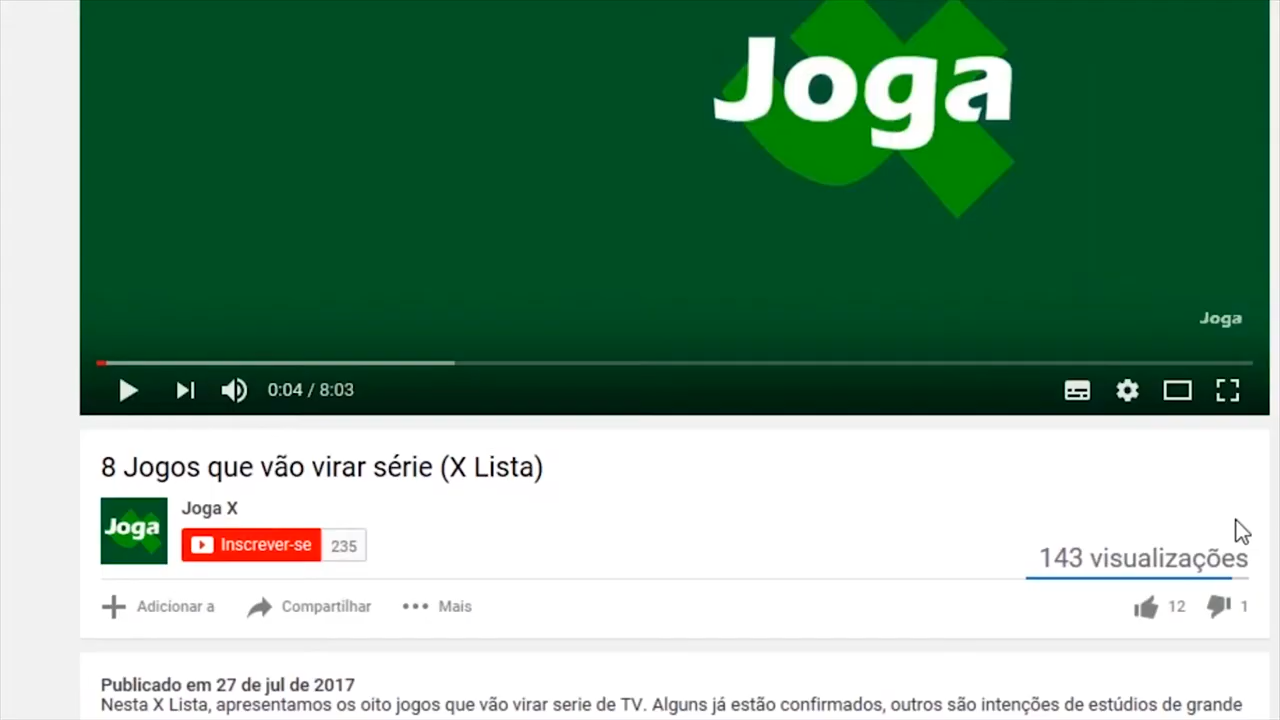 Joga
Joga
0:04 / 8:03
8 Jogos que vão virar série (X Lista)
Joga
Joga X
Inscrever-se 235
143 visualizações
Adicionar a Compartilhar Mais
12 1
Publicado em 27 de jul de 2017
Nesta X Lista, apresentamos os oito jogos que vão virar serie de TV. Alguns já estão confirmados, outros são intenções de estúdios de grande